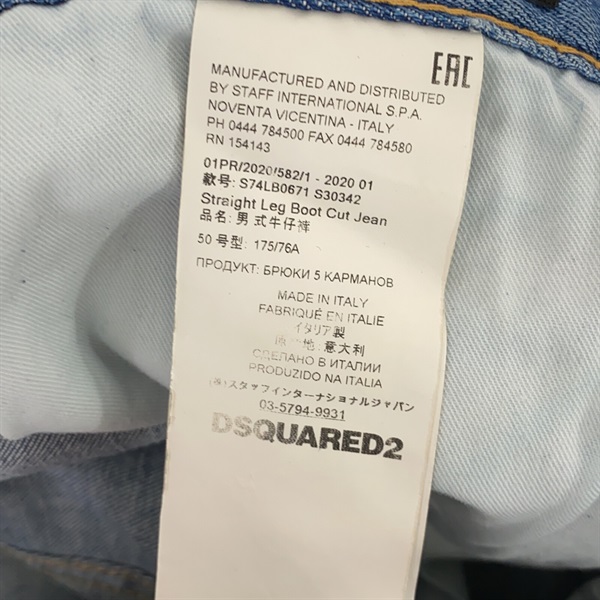 EAC
MANUFACTURED AND DISTRIBUTED
BY STAFF INTERNATIONAL S.P.A.
NOVENTA VICENTINA - ITALY
PH 0444 784500 FAX 0444 784580
RN 154143
01PR/2020/582/1 - 2020 01
款号: S74LB0671 S30342
Straight Leg Boot Cut Jean
品名: 男式牛仔裤
50 号型: 175/76A
ПРОДУКТ: БРЮКИ 5 КАРМАНОВ
MADE IN ITALY
FABRIQUÉ EN ITALIE
イタリア製
原产地: 意大利
СДЕЛАНО В ИТАЛИИ
PRODUZIDO NA ITALIA
(株)スタッフインターナショナルジャパン
03-5794-9931
DSQUARED2